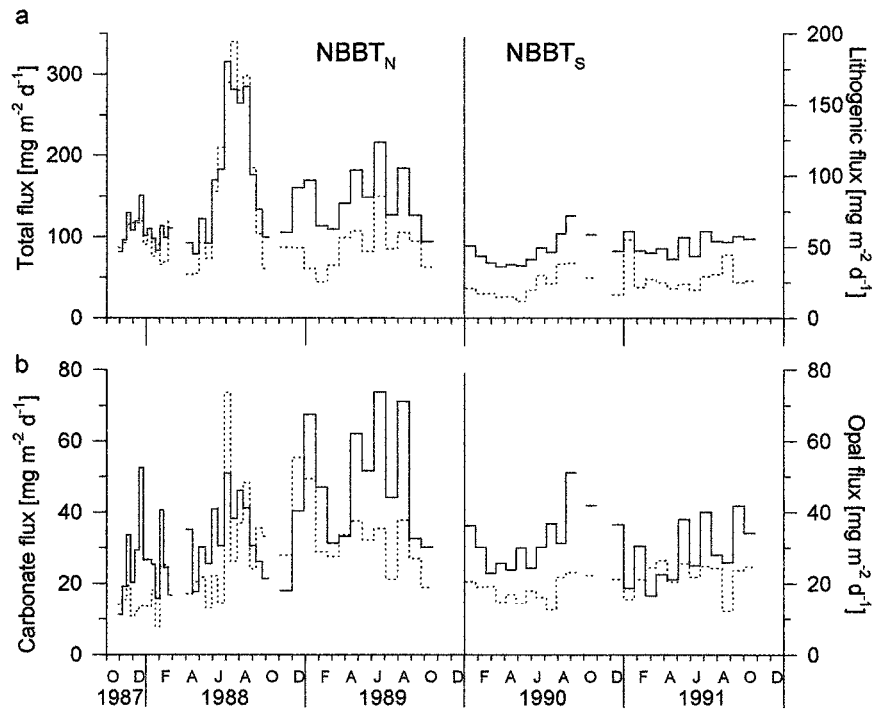 a
NBBT_N
NBBT_S
Total flux [mg m⁻² d⁻¹]
300
200
100
0
200
150
100
50
0
Lithogenic flux [mg m⁻² d⁻¹]
b
Carbonate flux [mg m⁻² d⁻¹]
80
60
40
20
0
80
60
40
20
0
Opal flux [mg m⁻² d⁻¹]
O D F A J A O D F A J A O D F A J A O D F A J A O D
1987 1988 1989 1990 1991